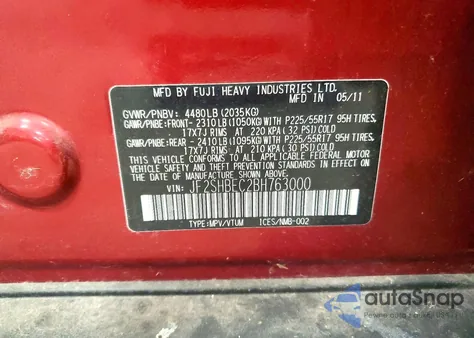 MFD BY FUJI HEAVY INDUSTRIES LTD.
IN 05/11
GVWR/PNBV: 4480LB (2035KG)
GAWR/PNBE:FRONT- 2310LB (1050KG) WITH P225/55R17 95H TIRES
17X7J RIMS AT 220 KPA (32 PSI) COLD
GAWR/PNBE:REAR - 2410LB (1095KG) WITH P225/55R17 95H TIRES
17X7J RIMS AT 210 KPA (30 PSI) COLD
THIS VEHICLE CONFORMS TO ALL APPLICABLE FEDERAL MOTOR
VEHICLE SAFETY, BUMPER, AND THEFT PREVENTION STANDARDS
IN EFFECT ON THE DATE OF MANUFACTURE SHOWN ABOVE.
JF2SHBEC2BH763000
TYPE:MPV/VTUM ICES/NMB-002
autoSnap